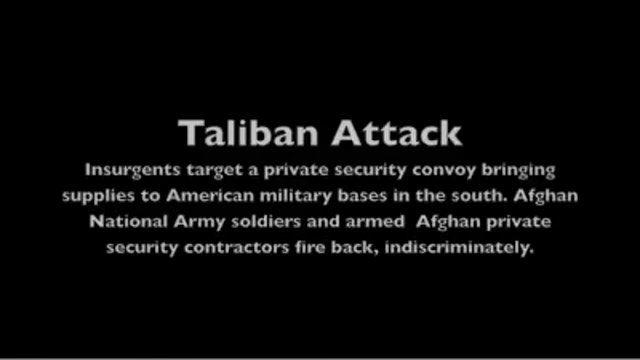 Taliban Attack
Insurgents target a private security convoy bringing
supplies to American military bases in the south. Afghan
National Army soldiers and armed Afghan private
security contractors fire back, indiscriminately.